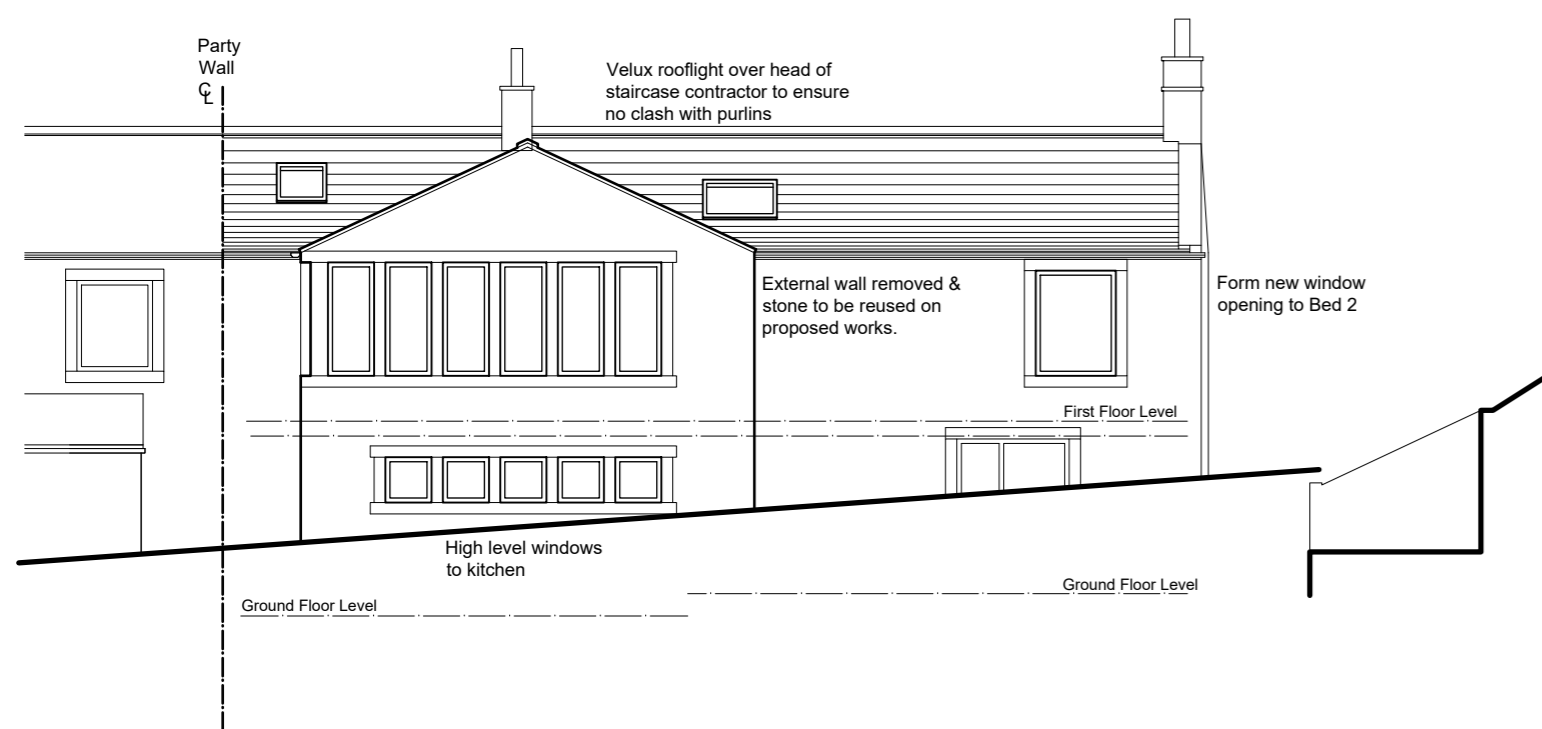 Party
Wall
℄
Velux rooflight over head of
staircase contractor to ensure
no clash with purlins
External wall removed &
stone to be reused on
proposed works.
Form new window
opening to Bed 2
First Floor Level
High level windows
to kitchen
Ground Floor Level
Ground Floor Level